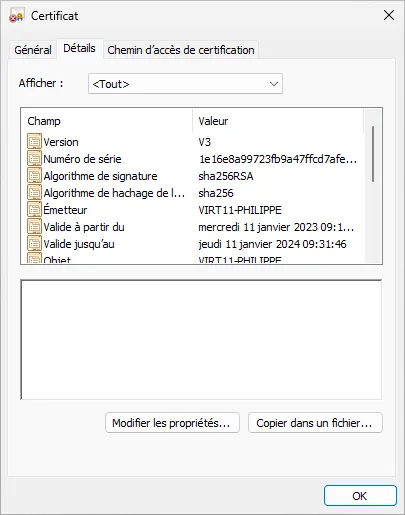 Certificat
Général Détails Chemin d'accès de certification
Afficher : <Tout>
Champ Valeur
Version V3
Numéro de série 1e16e8a99723fb9a47ffcd7afe...
Algorithme de signature sha256RSA
Algorithme de hachage de l... sha256
Émetteur VIRT11-PHILIPPE
Valide à partir du mercredi 11 janvier 2023 09:1...
Valide jusqu'au jeudi 11 janvier 2024 09:31:46
Objet VIRT11-PHILIPPE
Modifier les propriétés... Copier dans un fichier...
OK